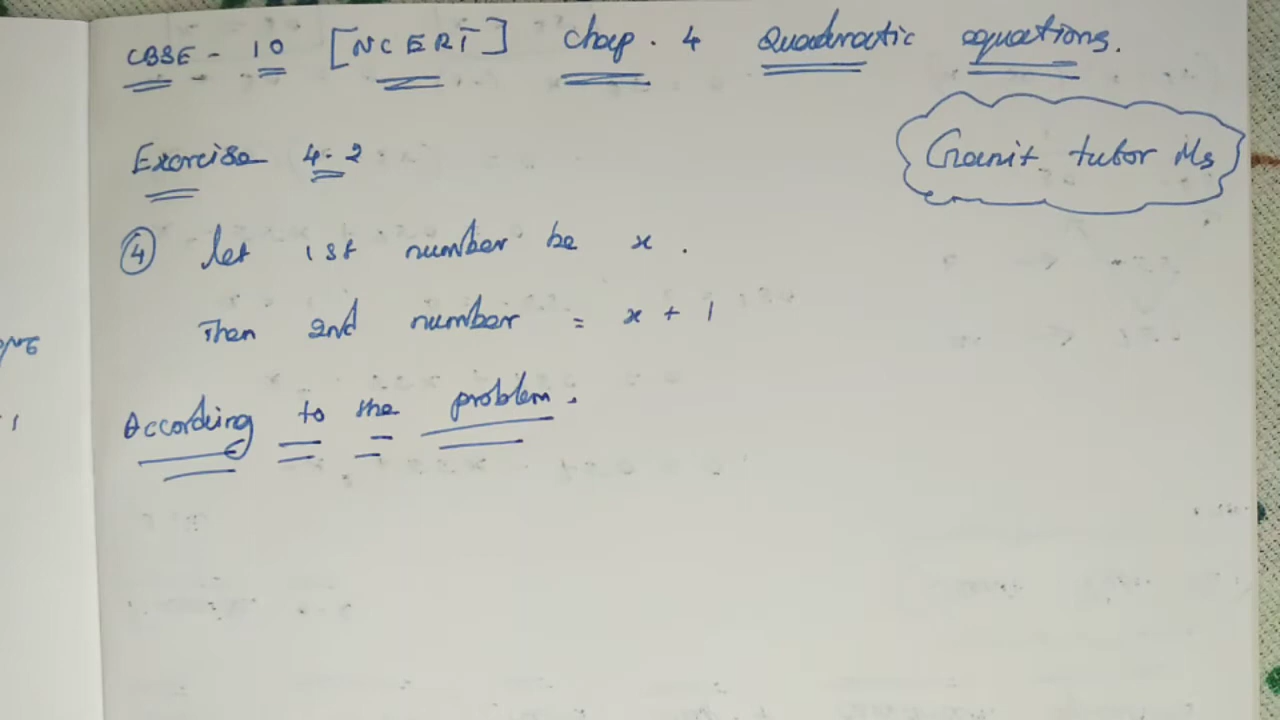 CBSE - 10 [NCERT] Chap. 4 Quadratic equations.
Exercise 4.2
tutor Ms
④ Let 1st number be x.
Then 2nd number = x + 1
According to the problem.